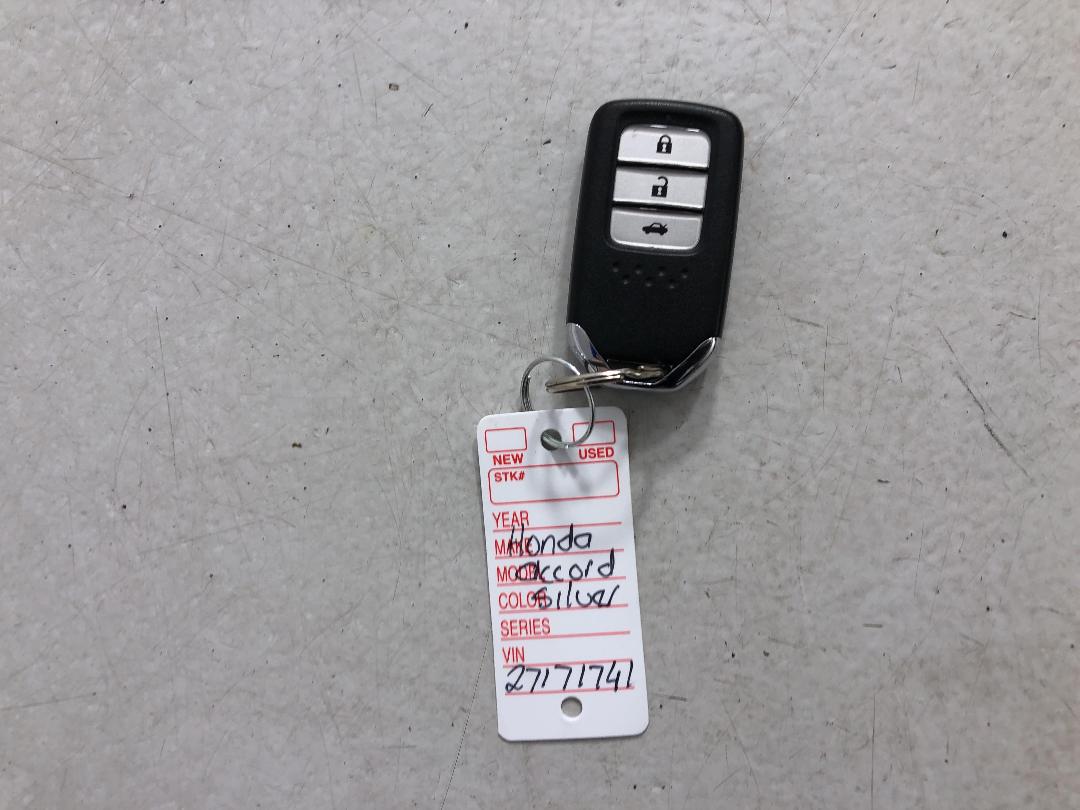 NEW USED
STK#
YEAR
MAKE Honda
MODEL accord
COLOR Silver
SERIES
VIN
27171741